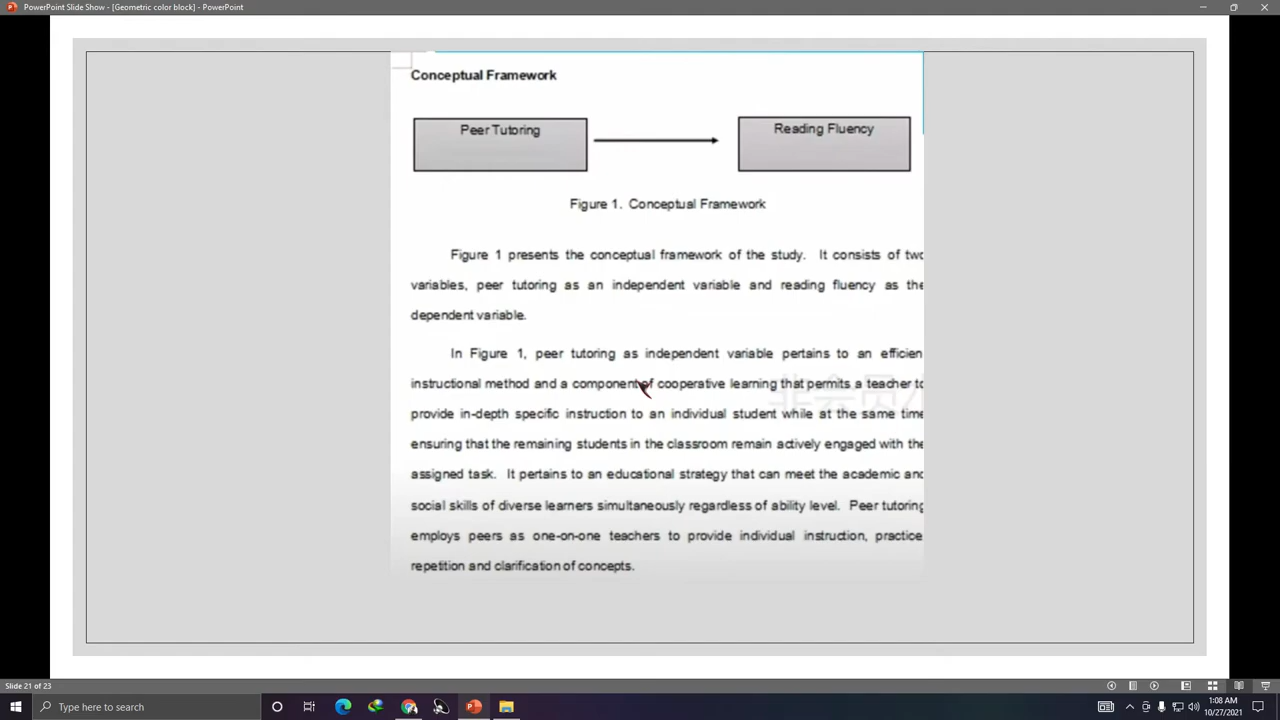 PowerPoint Slide Show - [Geometric color block] - PowerPoint
Conceptual Framework
Peer Tutoring
Reading Fluency
Figure 1. Conceptual Framework
Figure 1 presents the conceptual framework of the study. It consists of two
variables, peer tutoring as an independent variable and reading fluency as the
dependent variable.
In Figure 1, peer tutoring as independent variable pertains to an efficien
instructional method and a component of cooperative learning that permits a teacher to
provide in-depth specific instruction to an individual student while at the same time
ensuring that the remaining students in the classroom remain actively engaged with the
assigned task. It pertains to an educational strategy that can meet the academic and
social skills of diverse learners simultaneously regardless of ability level. Peer tutoring
employs peers as one-on-one teachers to provide individual instruction, practice
repetition and clarification of concepts.
Slide 21 of 23
Type here to search
1:08 AM
10/27/2021